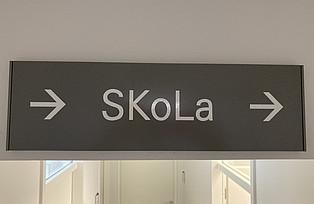 → SKoLa →